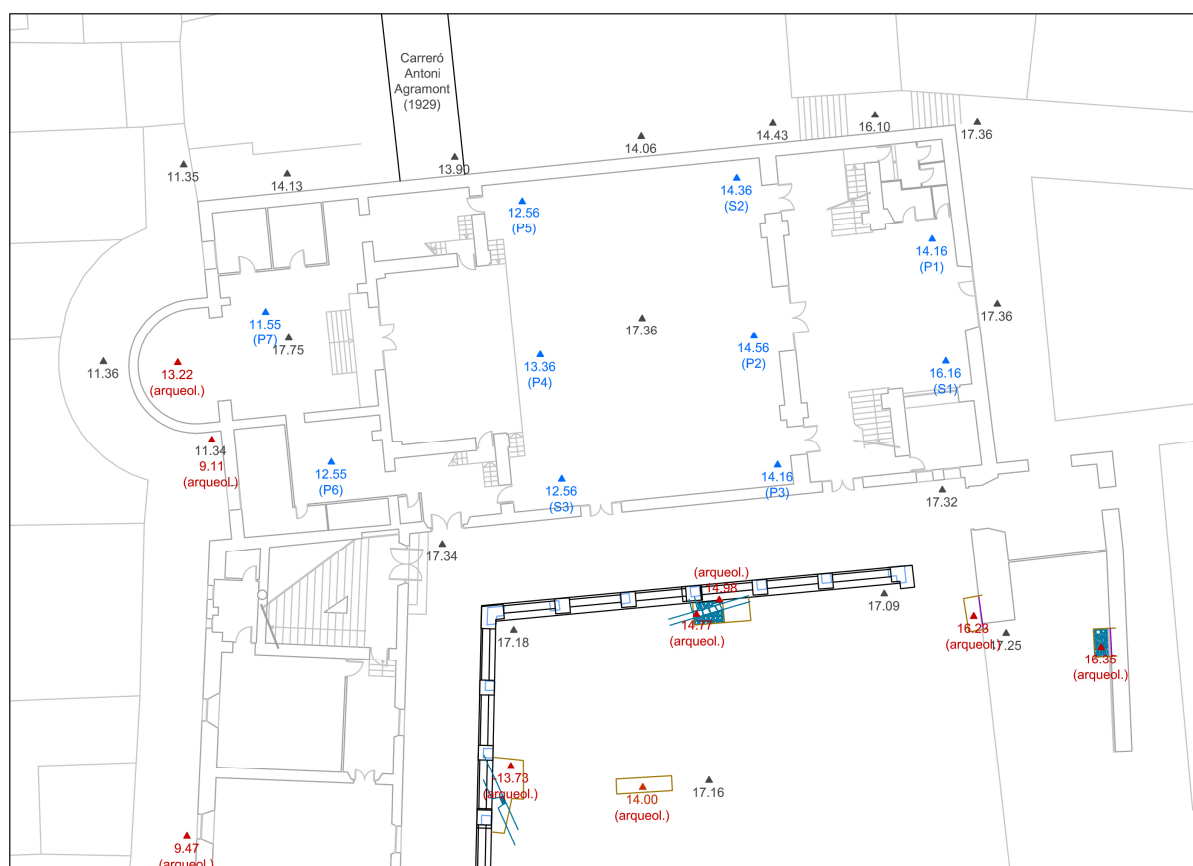 Carreró
Antoni
Agramont
(1929)
16.10
14.43
17.36
14.06
13.90
11.35
14.13
14.36
(S2)
12.56
(P5)
14.16
(P1)
17.36
17.36
11.55
(P7)
17.75
14.56
(P2)
13.36
(P4)
11.36
13.22
(arqueol.)
16.16
(S1)
11.34
9.11
(arqueol.)
12.55
(P6)
12.56
(S3)
14.16
(P3)
17.32
17.34
(arqueol.)
14.98
17.09
14.77
(arqueol.)
17.18
16.23
(arqueol.)
17.25
16.35
(arqueol.)
13.73
(arqueol.)
14.00
(arqueol.)
17.16
9.47
(arqueol.)